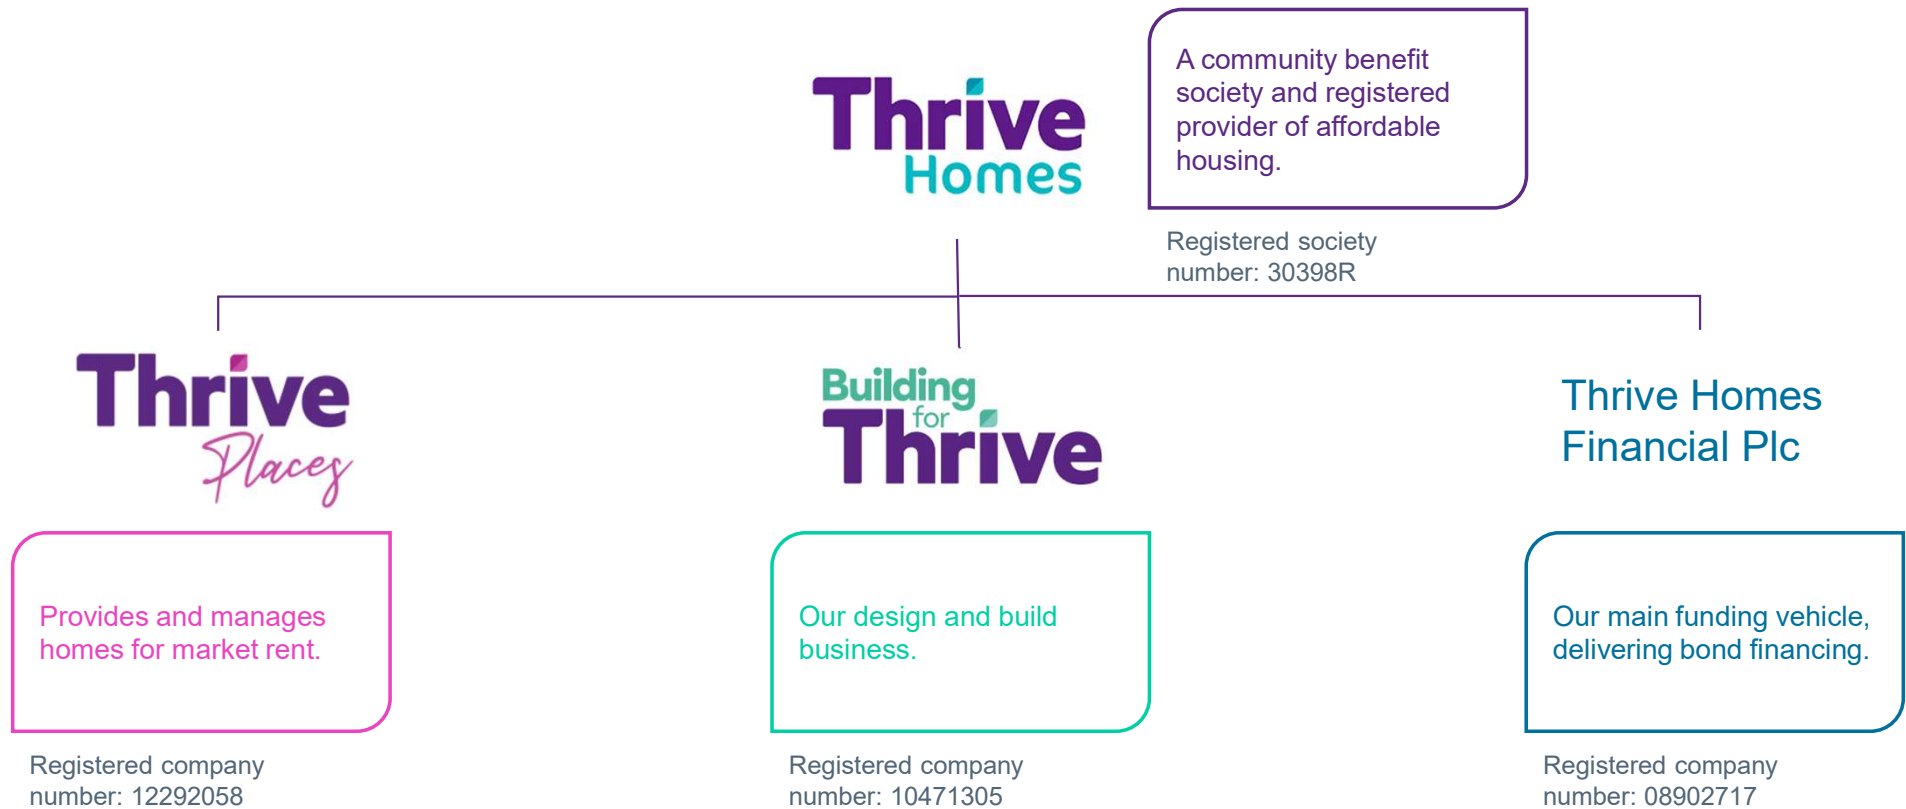 Thrive
Homes
A community benefit
society and registered
provider of affordable
housing.
Registered society
number: 30398R
Thrive
Places
Provides and manages
homes for market rent.
Registered company
number: 12292058
Building
for
Thrive
Our design and build
business.
Registered company
number: 10471305
Thrive Homes
Financial Plc
Our main funding vehicle,
delivering bond financing.
Registered company
number: 08902717